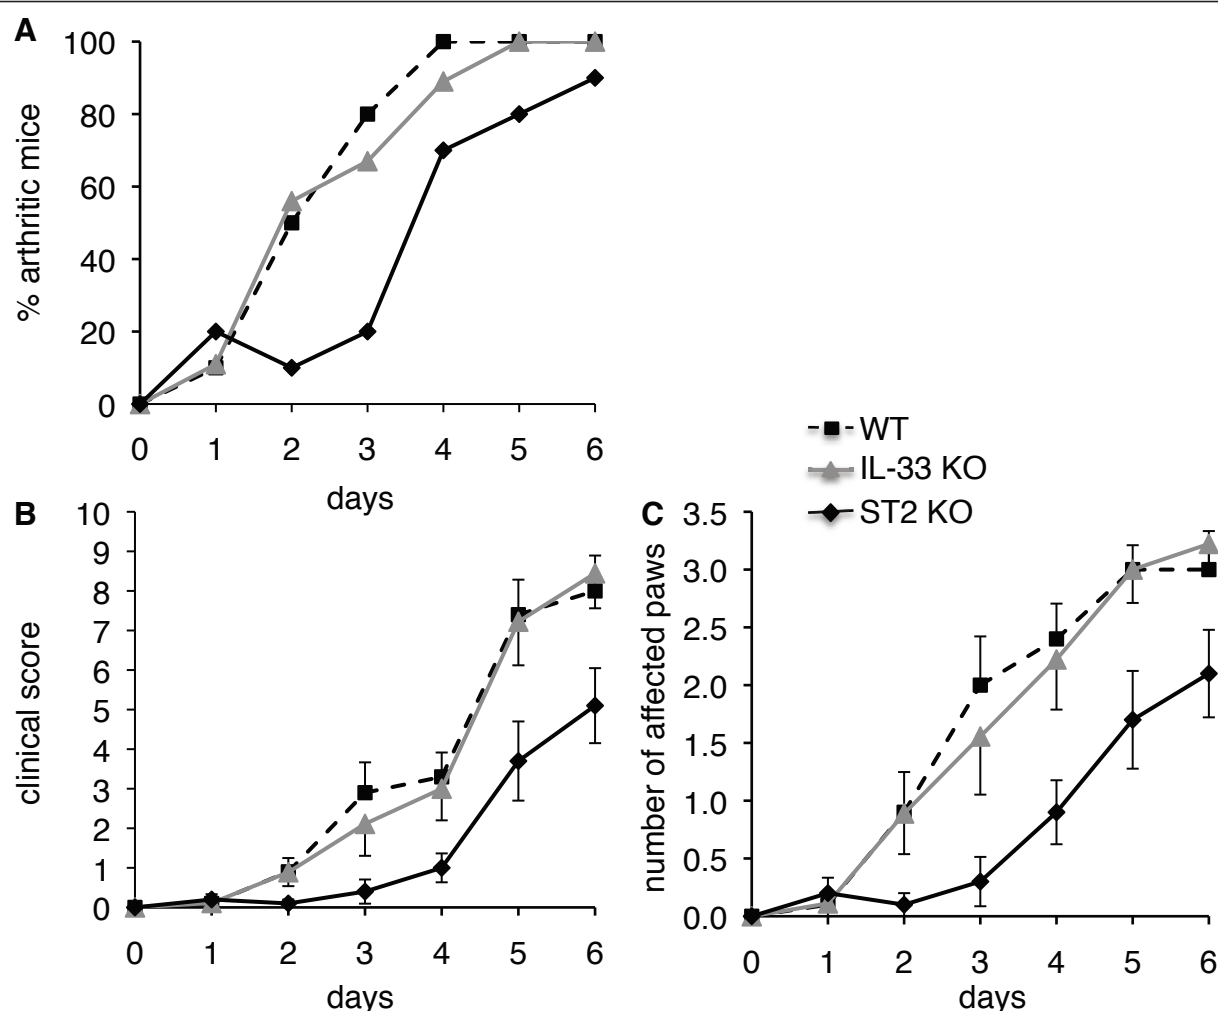 A
% arthritic mice
100
80
60
40
20
0
0 1 2 3 4 5 6
days
WT
IL-33 KO
ST2 KO
B
clinical score
10
9
8
7
6
5
4
3
2
1
0
0 1 2 3 4 5 6
days
C
number of affected paws
3.5
3.0
2.5
2.0
1.5
1.0
0.5
0.0
0 1 2 3 4 5 6
days